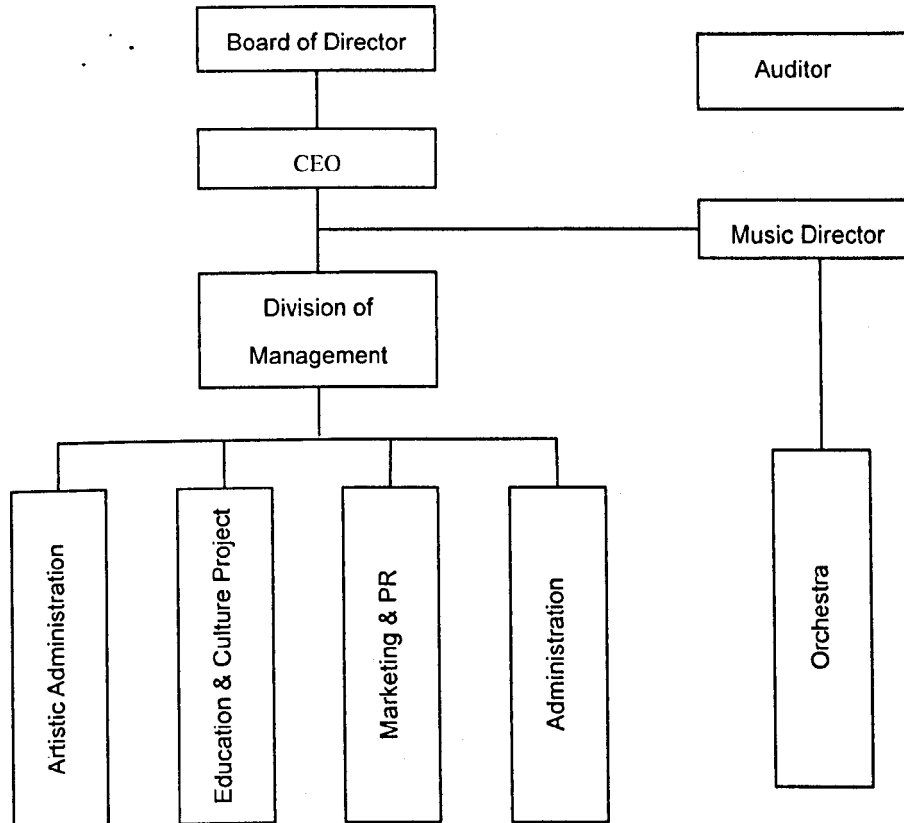 Board of Director
Auditor
CEO
Music Director
Division of
Management
Artistic Administration
Education & Culture Project
Marketing & PR
Administration
Orchestra